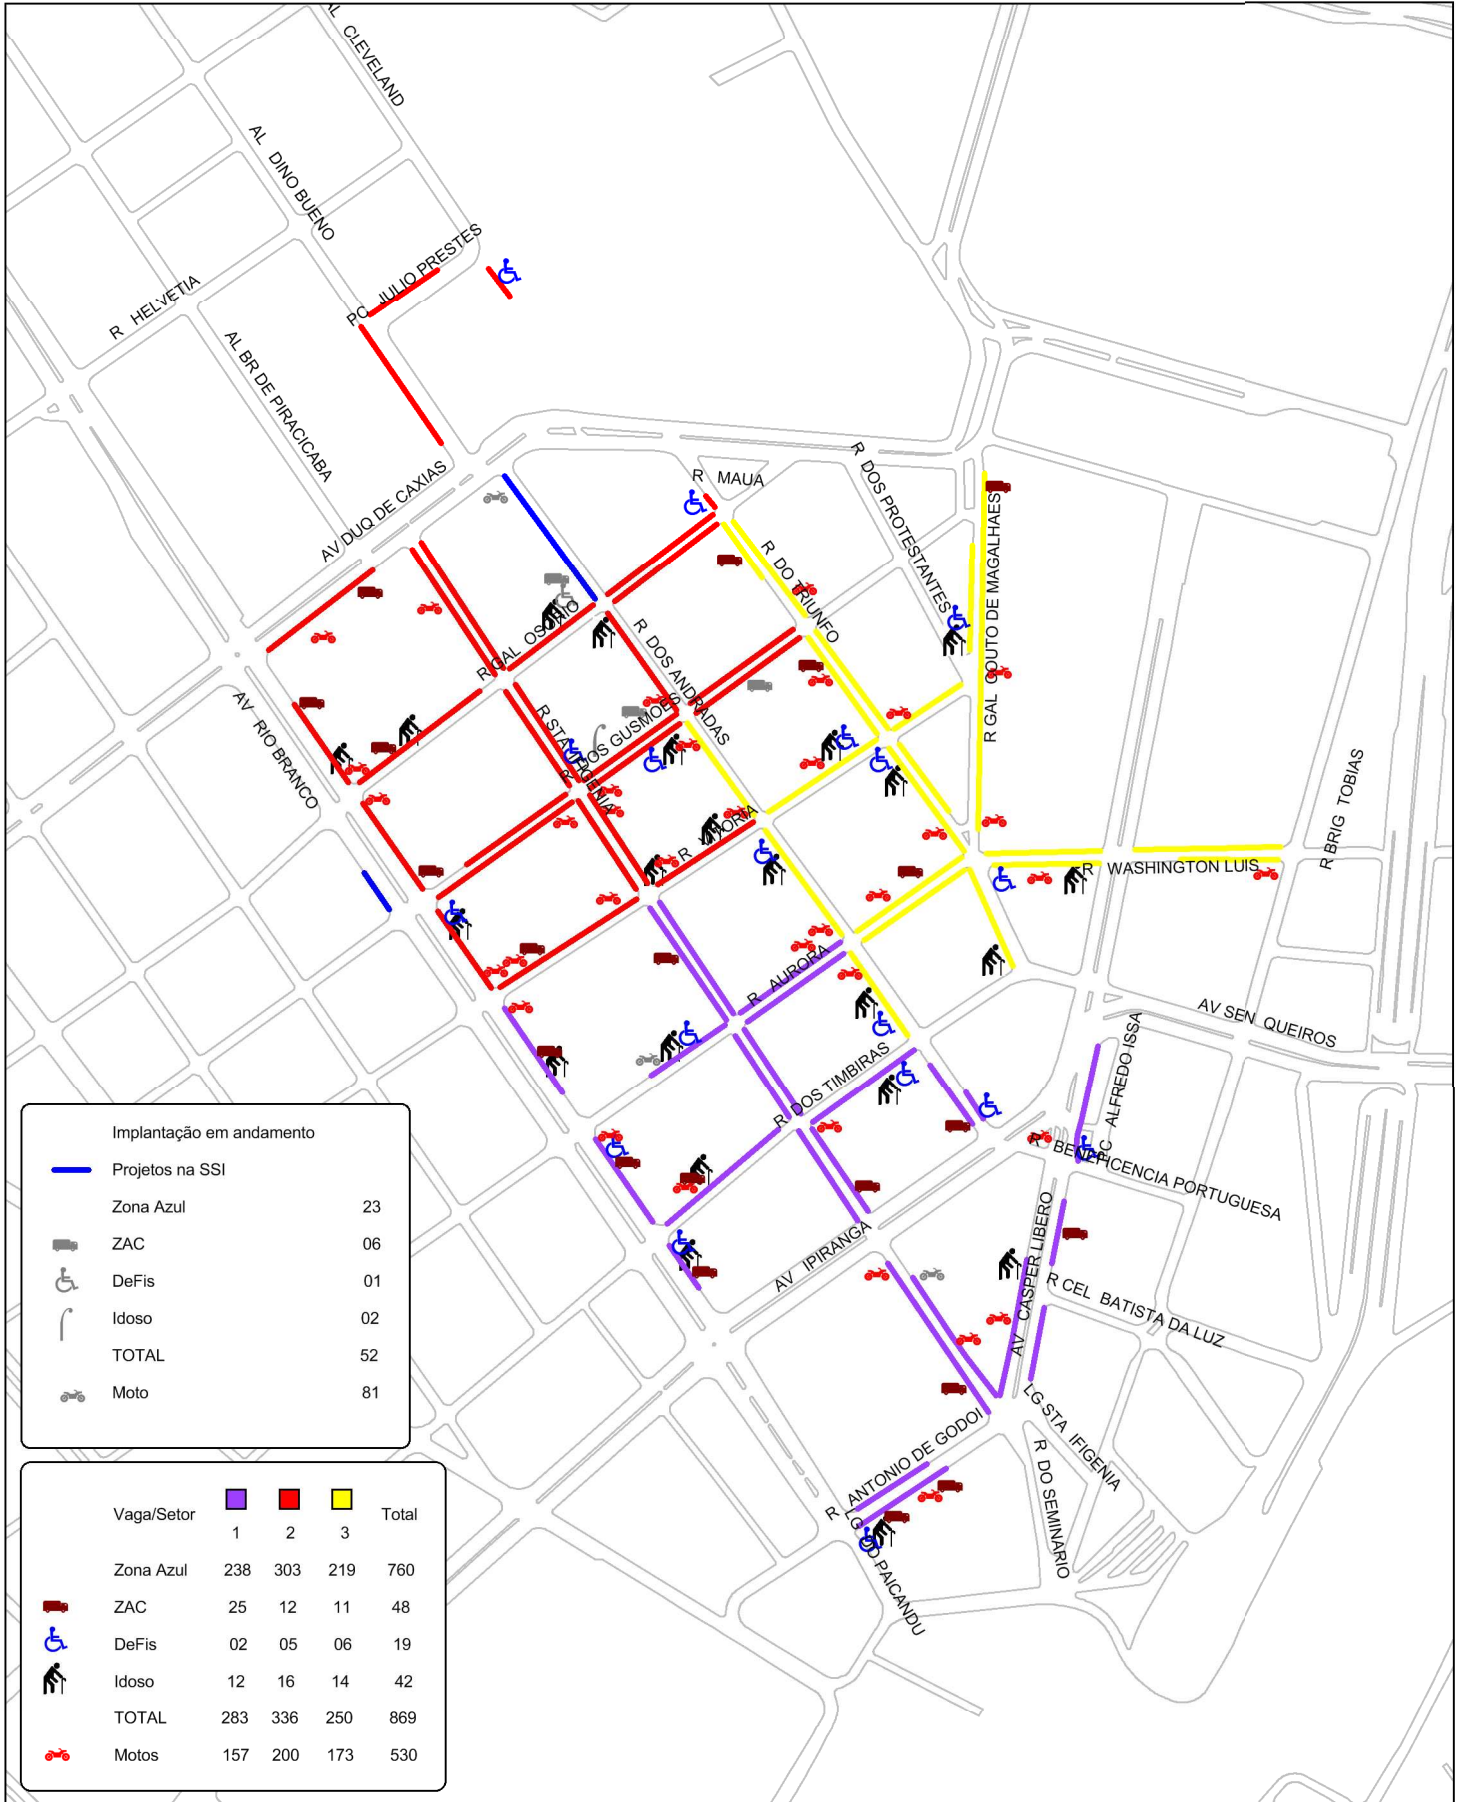 AL CLEVELAND
AL DINO BUENO
PC JULIO PRESTES
R HELVETIA
AL BR DE PIRACICABA
AV DUQ DE CAXIAS
R MAUA
R DOS PROTESTANTES
R DO TRIUNFO
R GAL COUTO DE MAGALHAES
R GAL OSORIO
R DOS ANDRADAS
R STA IFIGENIA
R DOS GUSMOES
AV RIO BRANCO
R VITORIA
R BRIG TOBIAS
R WASHINGTON LUIS
R AURORA
AV SEN QUEIROS
R DOS TIMBIRAS
PC ALFREDO ISSA
R BENEFICENCIA PORTUGUESA
AV IPIRANGA
AV CASPER LIBERO
R CEL BATISTA DA LUZ
LG STA IFIGENIA
R ANTONIO DE GODOI
R DO SEMINARIO
LG DO PAICANDU
Implantação em andamento
Projetos na SSI
Zona Azul 23
ZAC 06
DeFis 01
Idoso 02
TOTAL 52
Moto 81
Vaga/Setor 1 2 3 Total
Zona Azul 238 303 219 760
ZAC 25 12 11 48
DeFis 02 05 06 19
Idoso 12 16 14 42
TOTAL 283 336 250 869
Motos 157 200 173 530